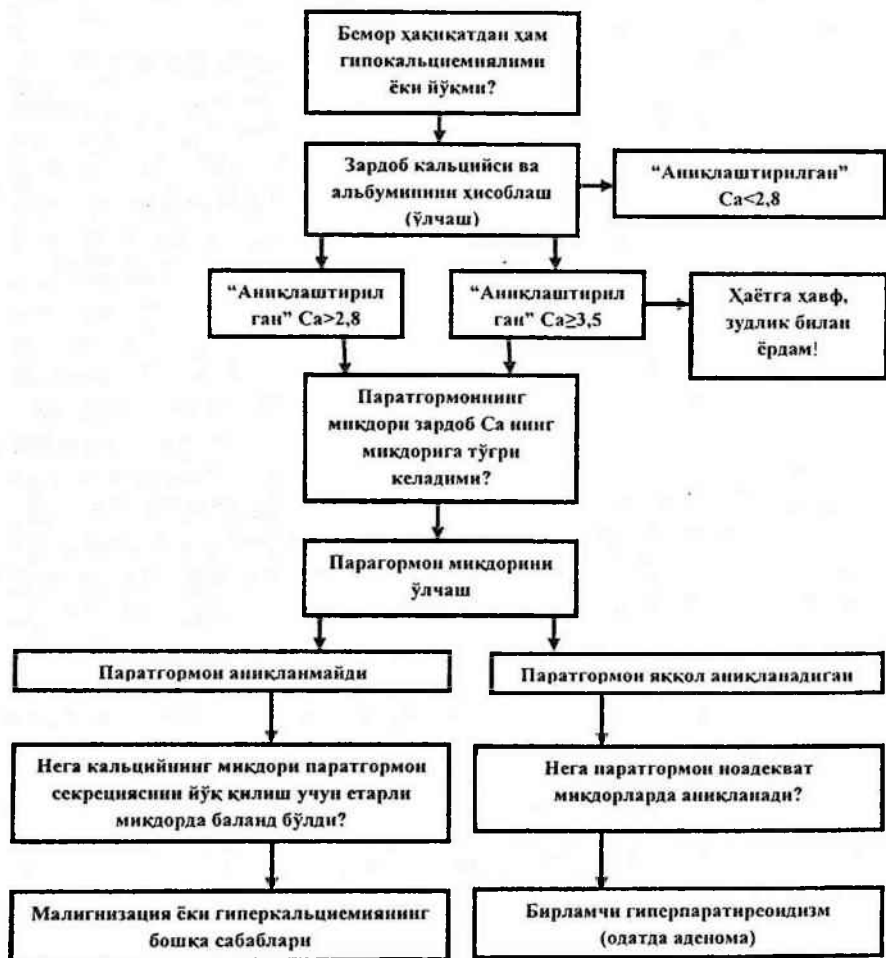 Бемор ҳақиқатдан ҳам
гипокальциемиялими
ёки йўқми?
Зардоб кальцийси ва
альбуминини ҳисоблаш
(ўлчаш)
“Аниқлаштирилган”
Са<2,8
“Аниқлаштирил
ган” Са>2,8
“Аниқлаштирил
ган” Са≥3,5
Ҳаётга ҳавф,
зудлик билан
ёрдам!
Паратгормоннинг
миқдори зардоб Са нинг
миқдорига тўғри
келадими?
Парагормон миқдорини
ўлчаш
Паратгормон аниқланмайди
Паратгормон яққол аниқланадиган
Нега кальцийнинг миқдори паратгормон
секрециясини йўқ қилиш учун етарли
миқдорда баланд бўлди?
Нега паратгормон ноадекват
миқдорларда аниқланади?
Малигнизация ёки гиперкальциемиянинг
бошқа сабаблари
Бирламчи гиперпаратиреоидизм
(одатда аденома)